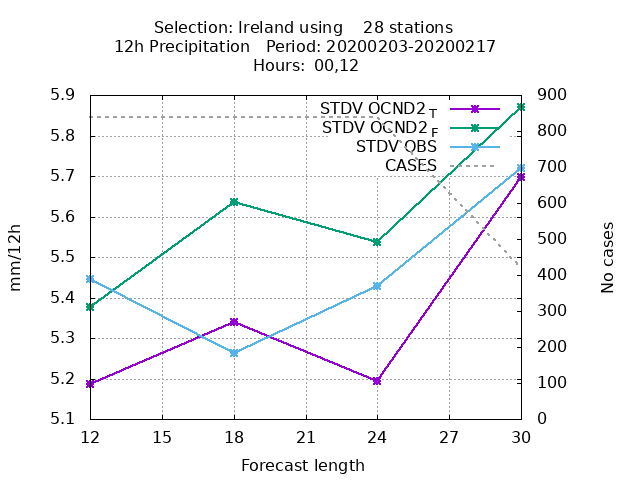 Selection: Ireland using    28 stations
12h Precipitation   Period: 20200203-20200217
Hours:  00,12
5.9
5.8
5.7
5.6
5.5
5.4
5.3
5.2
5.1
mm/12h
STDV OCND2 T
STDV OCND2 F
STDV OBS
CASES
900
800
700
600
500
400
300
200
100
0
No cases
12 15 18 21 24 27 30
Forecast length